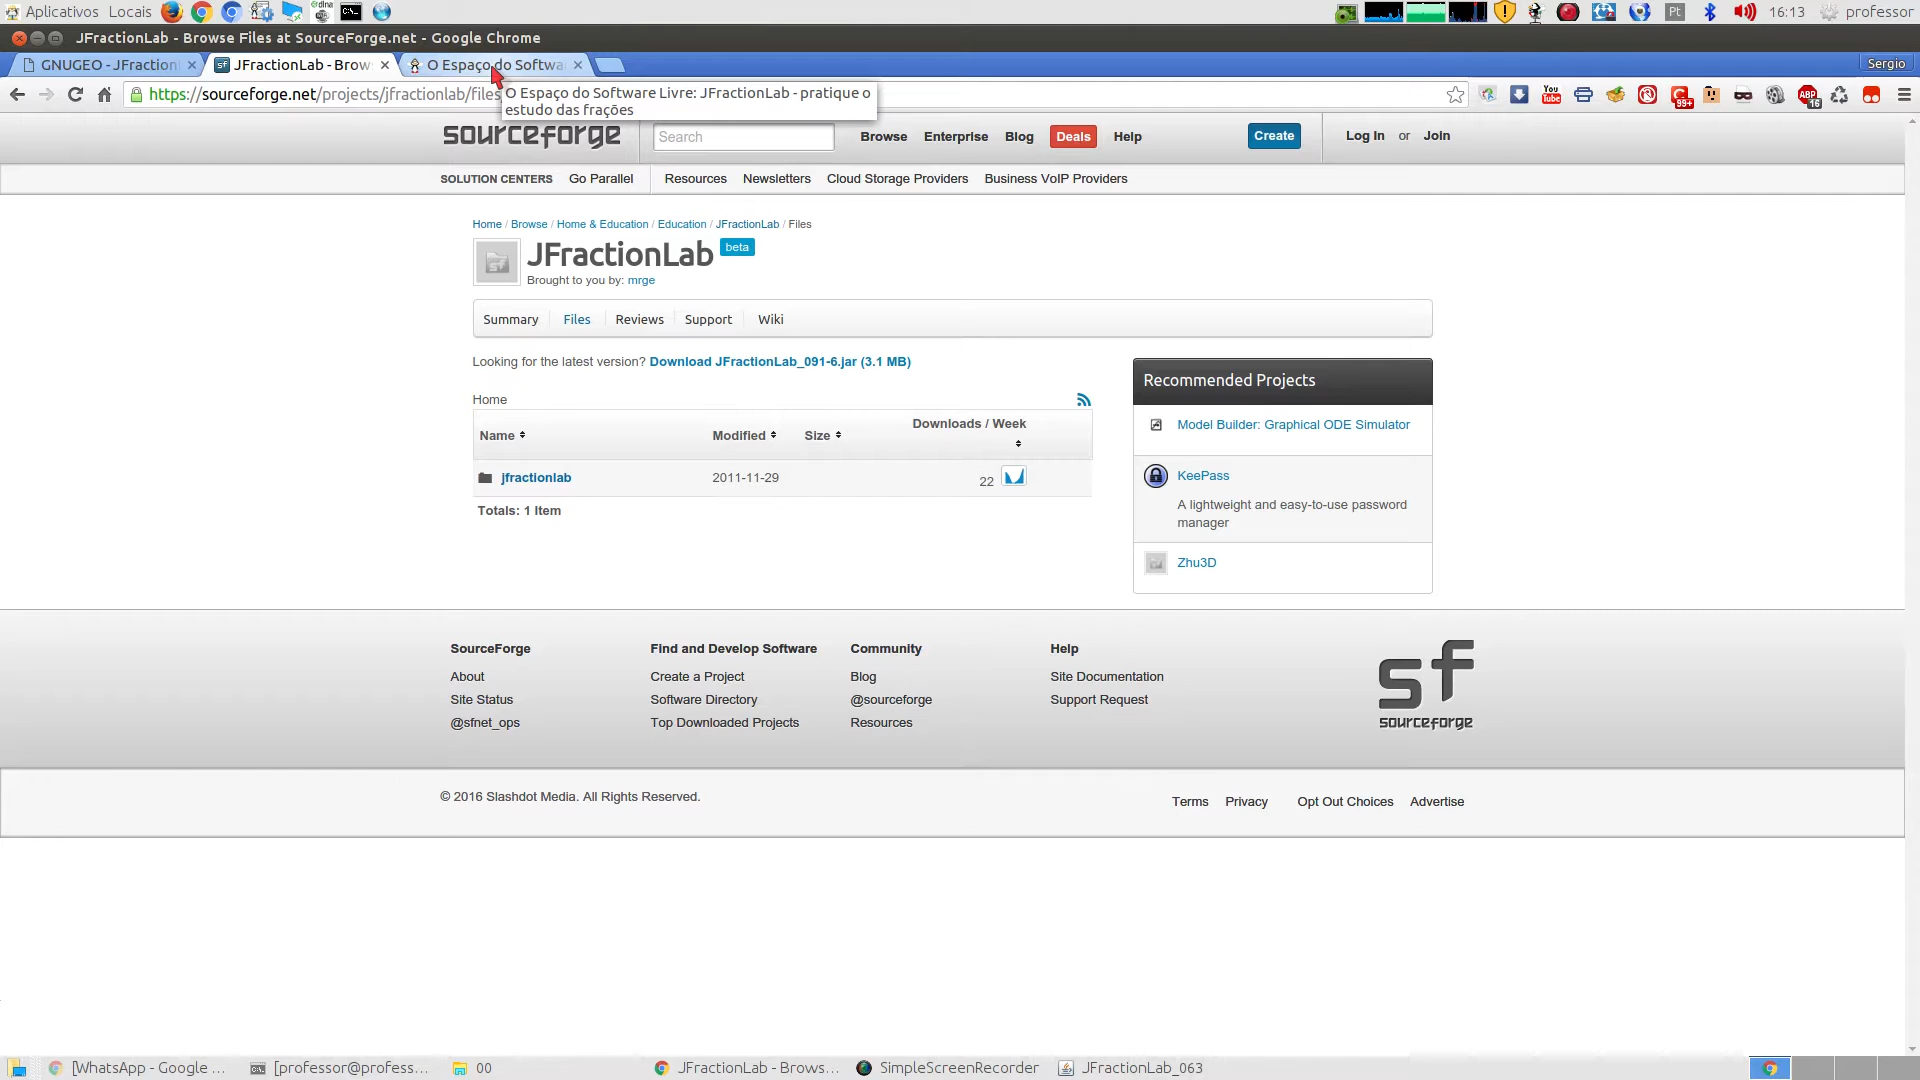 Aplicativos Locais
16:13 professor
Pt
JFractionLab - Browse Files at SourceForge.net - Google Chrome
GNUGEO - JFraction
JFractionLab - Brow
O Espaço do Softwa
Sergio
https://sourceforge.net/projects/jfractionlab/files
O Espaço do Software Livre: JFractionLab - pratique o
estudo das frações
You
Tube
99+
ABP
16
sourceforge
Search
Browse Enterprise Blog Deals Help
Create
Log In or Join
SOLUTION CENTERS Go Parallel Resources Newsletters Cloud Storage Providers Business VoIP Providers
Home / Browse / Home & Education / Education / JFractionLab / Files
JFractionLab beta
Brought to you by: mrge
Summary Files Reviews Support Wiki
Looking for the latest version? Download JFractionLab_091-6.jar (3.1 MB)
Home
Name Modified Size Downloads / Week
jfractionlab 2011-11-29 22
Totals: 1 Item
Recommended Projects
Model Builder: Graphical ODE Simulator
KeePass
A lightweight and easy-to-use password
manager
Zhu3D
SourceForge
About
Site Status
@sfnet_ops
Find and Develop Software
Create a Project
Software Directory
Top Downloaded Projects
Community
Blog
@sourceforge
Resources
Help
Site Documentation
Support Request
sf
sourceforge
© 2016 Slashdot Media. All Rights Reserved.
Terms Privacy Opt Out Choices Advertise
[WhatsApp - Google ... [professor@profess... 00 JFractionLab - Brows... SimpleScreenRecorder JFractionLab_063